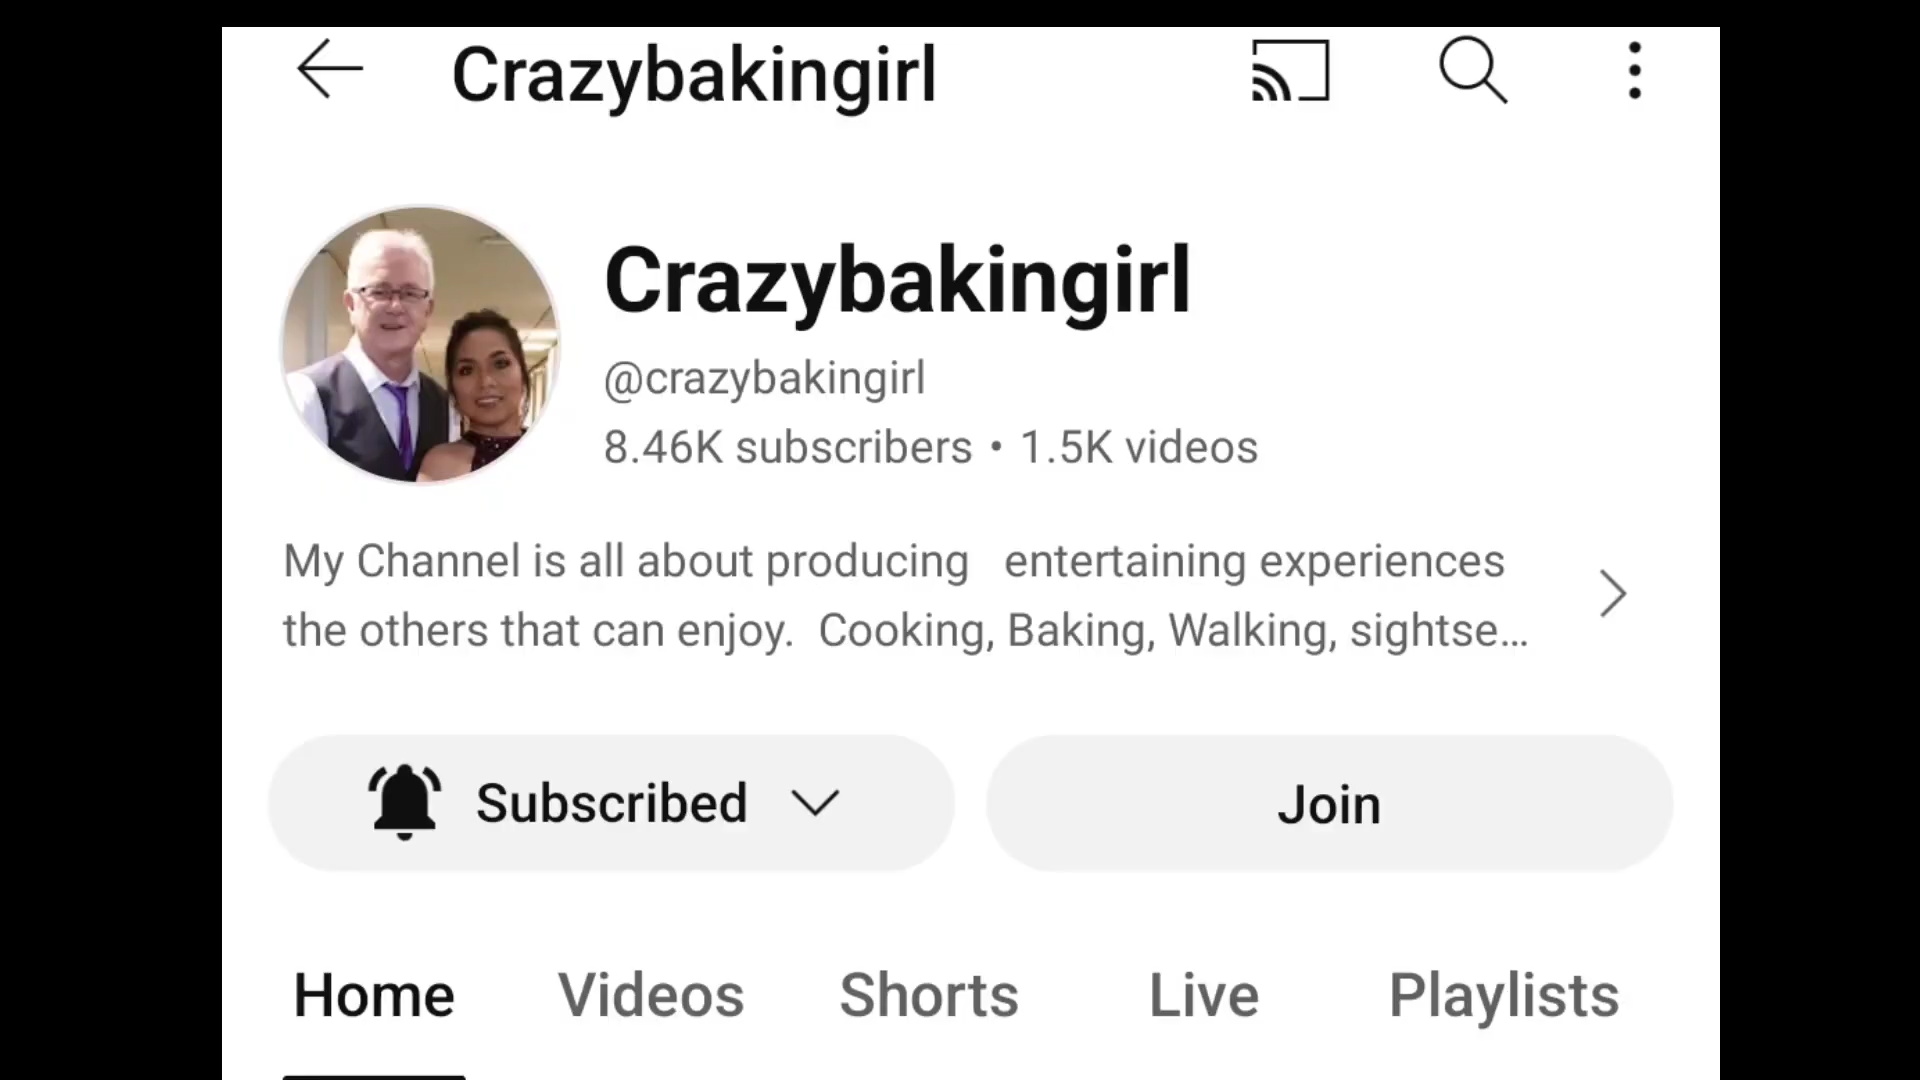 Crazybakingirl
Crazybakingirl
@crazybakingirl
8.46K subscribers • 1.5K videos
My Channel is all about producing   entertaining experiences
the others that can enjoy.  Cooking, Baking, Walking, sightse...
Subscribed
Join
Home Videos Shorts Live Playlists